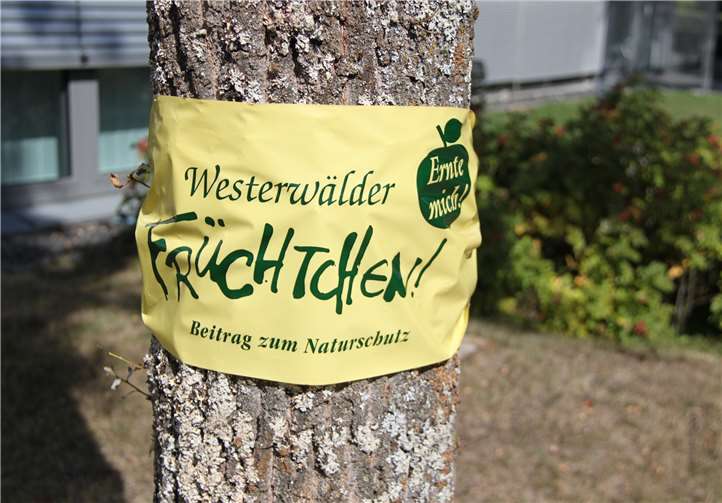 Westerwälder
FRÜCHTCHEN!
Beitrag zum Naturschutz
Ernte
mich!